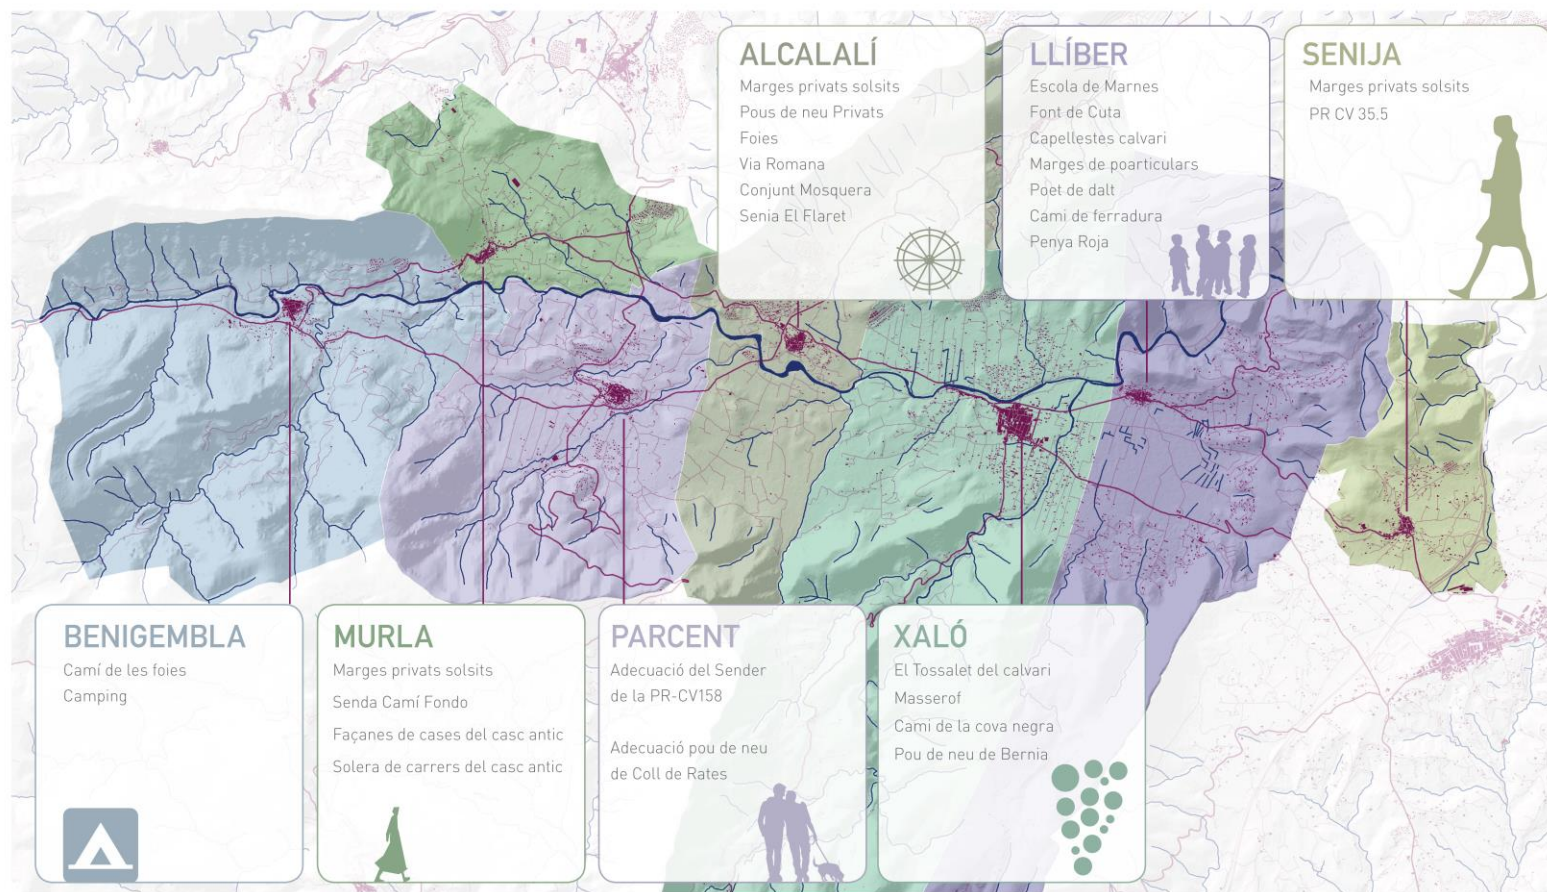 ALCALALÍ
Marges privats solsits
Pous de neu Privats
Foies
Via Romana
Conjunt Mosquera
Senia El Flaret
LLÍBER
Escola de Marnes
Font de Cuta
Capellestes calvari
Marges de poarticulars
Poet de dalt
Cami de ferradura
Penya Roja
SENIJA
Marges privats solsits
PR CV 35.5
BENIGEMBLA
Camí de les foies
Camping
MURLA
Marges privats solsits
Senda Camí Fondo
Façanes de cases del casc antic
Solera de carrers del casc antic
PARCENT
Adecuació del Sender
de la PR-CV158
Adecuació pou de neu
de Coll de Rates
XALÓ
El Tossalet del calvari
Masserof
Cami de la cova negra
Pou de neu de Bernia